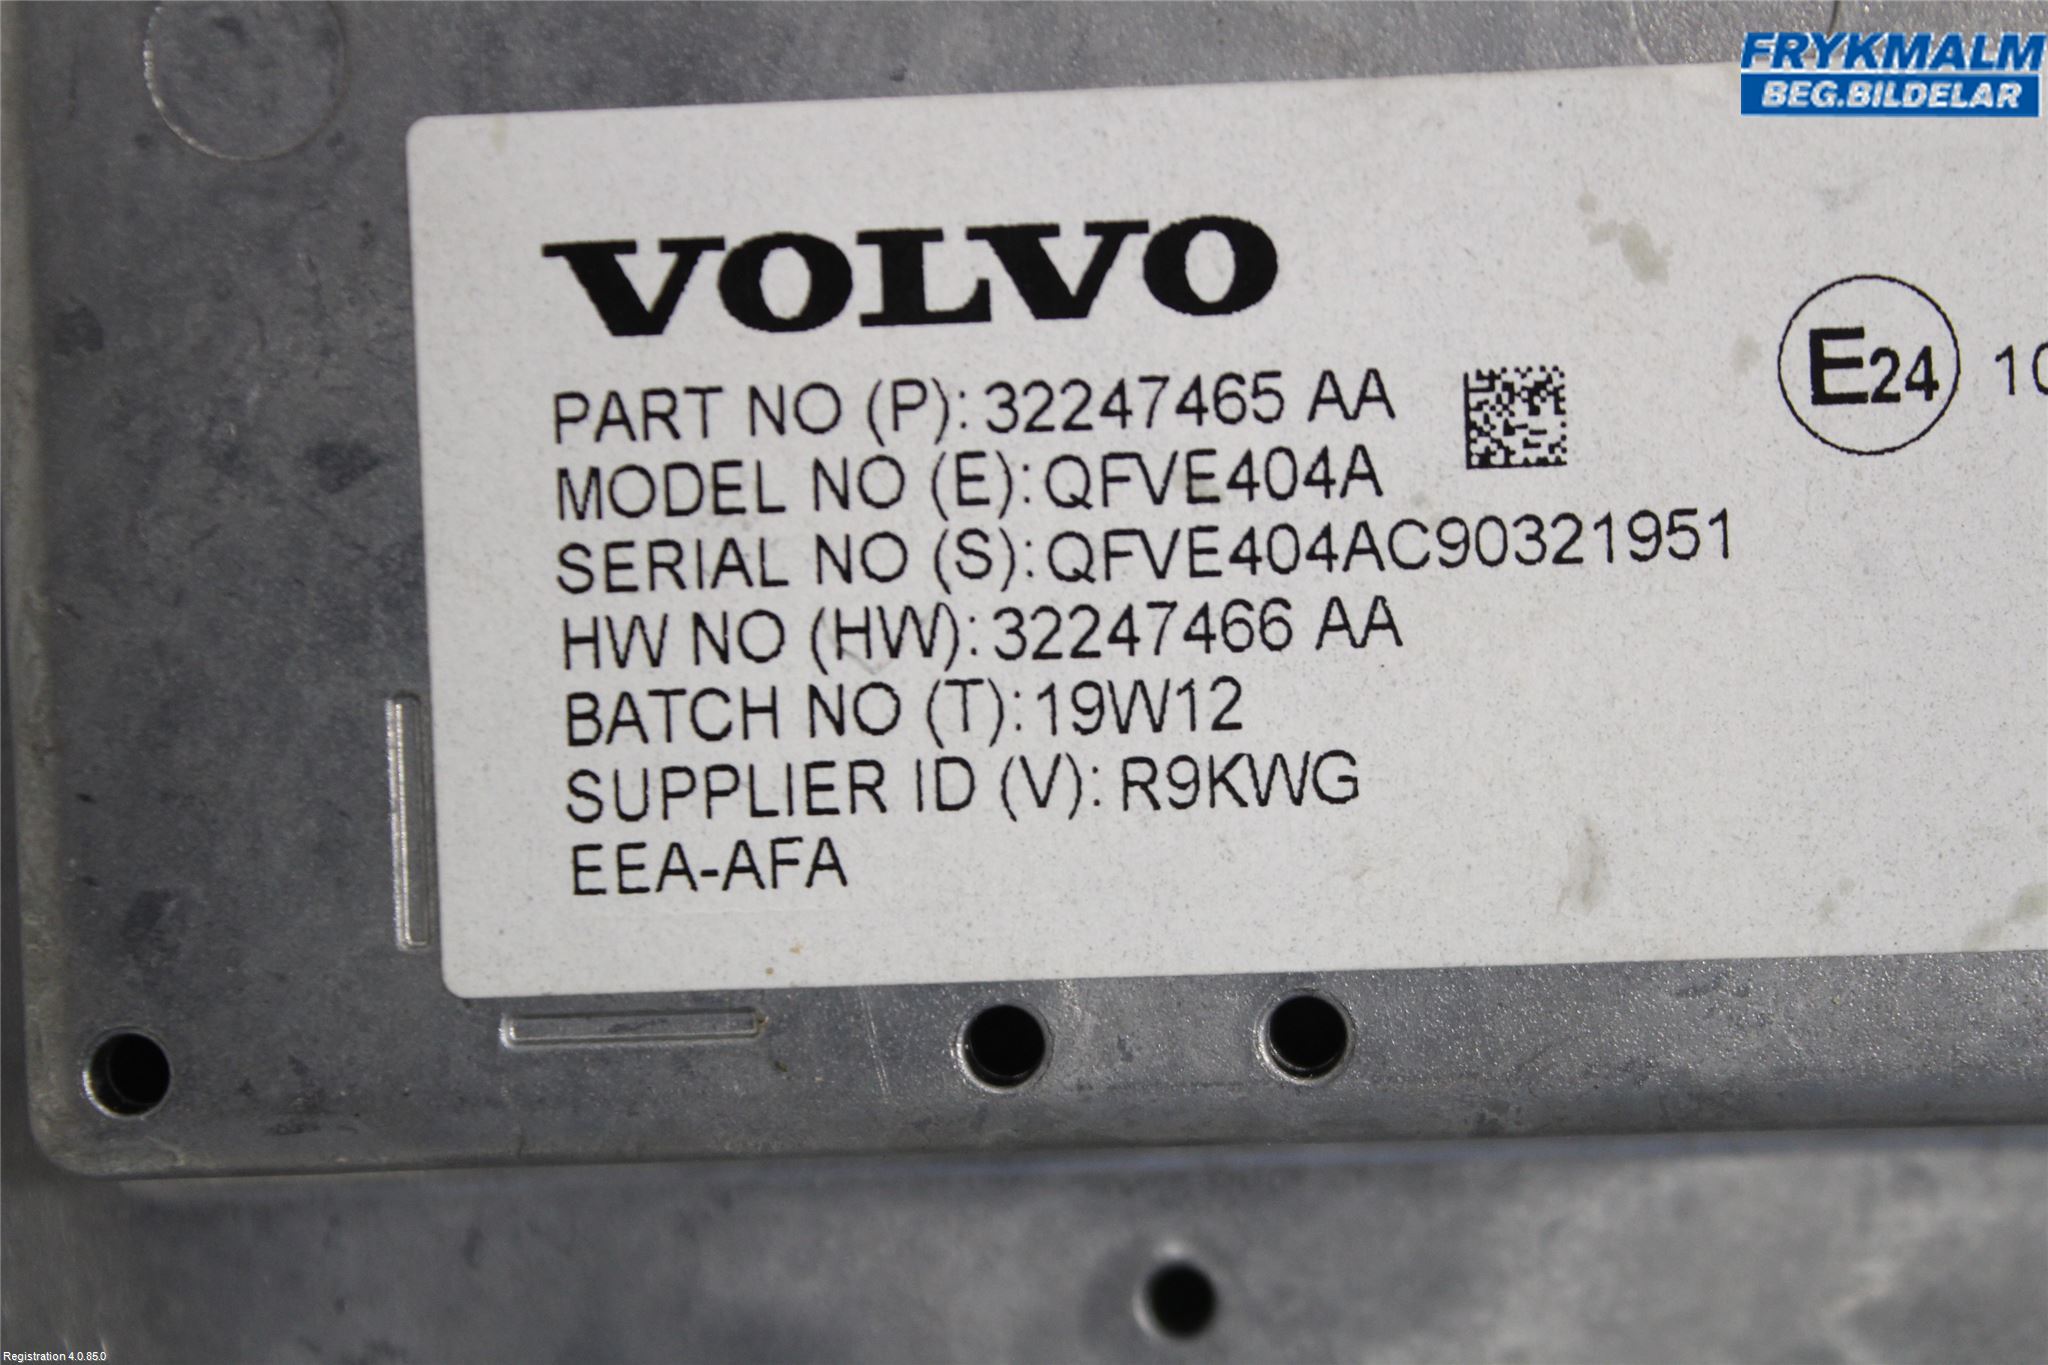 FRYKMALM
BEG.BILDELAR
VOLVO
PART NO (P): 32247465 AA
MODEL NO (E): QFVE404A
SERIAL NO (S): QFVE404AC90321951
HW NO (HW): 32247466 AA
BATCH NO (T): 19W12
SUPPLIER ID (V): R9KWG
EEA-AFA
E24 10
Registration 4.0.85.0